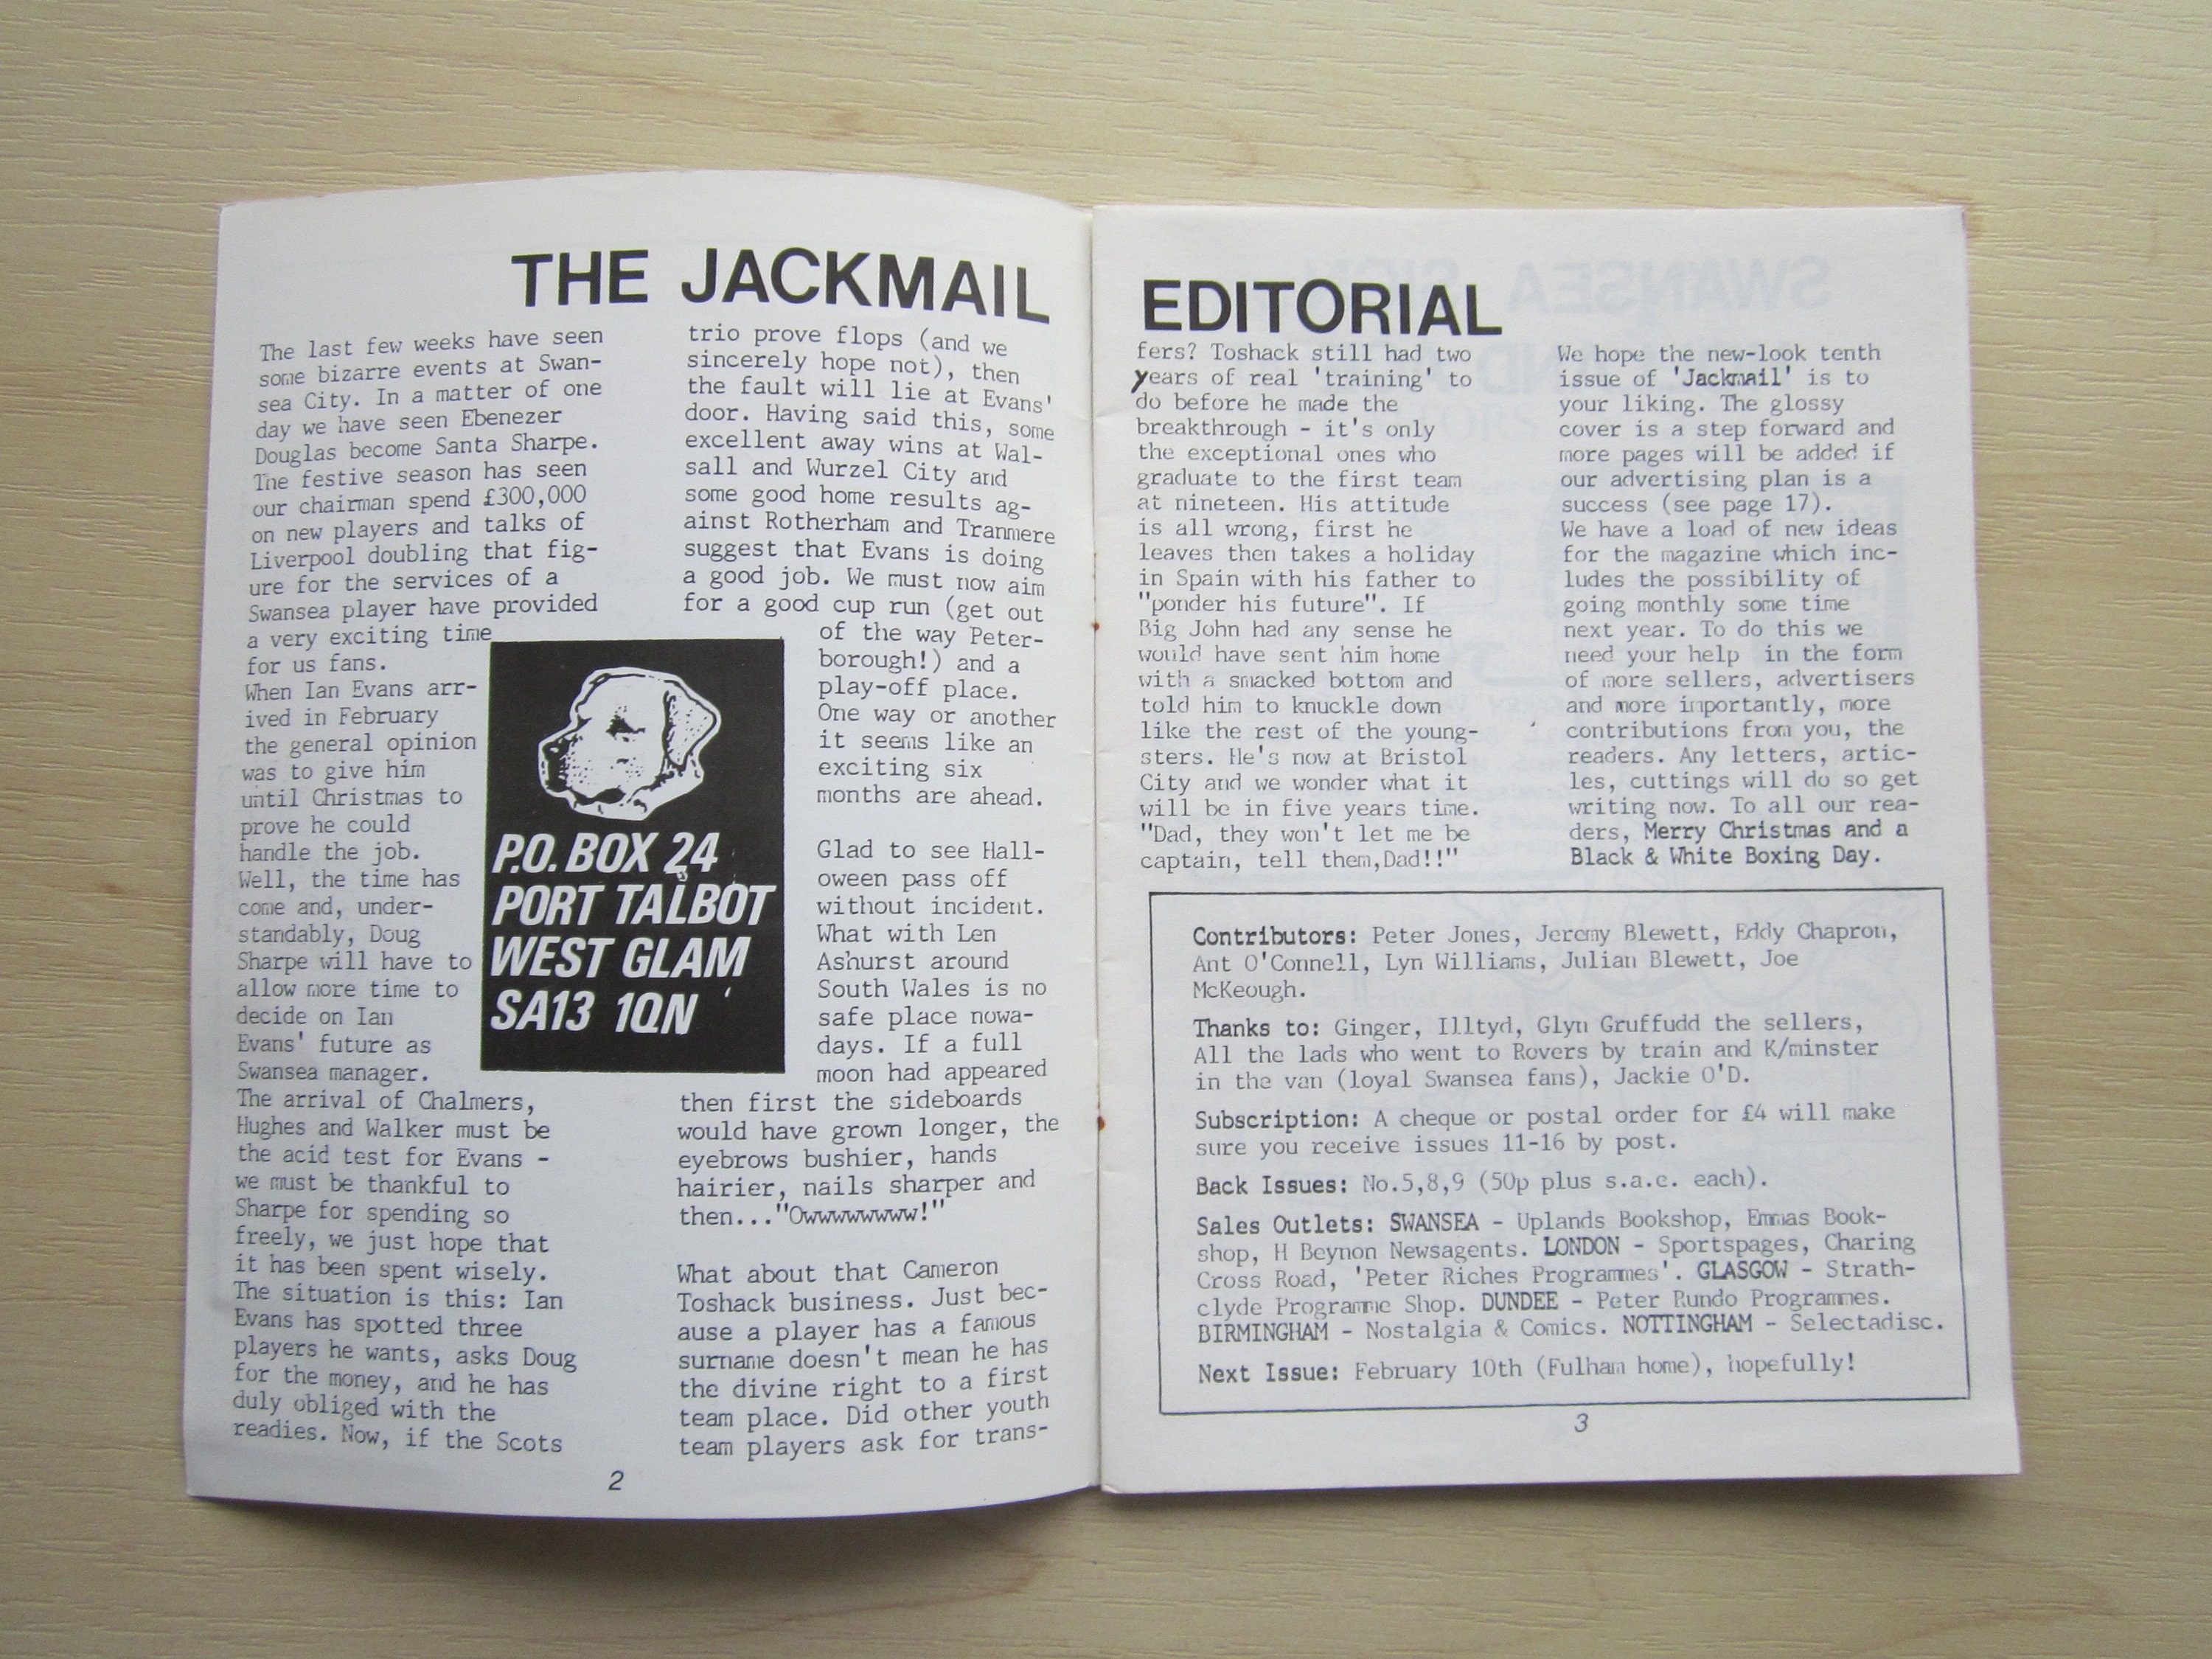 THE JACKMAIL
The last few weeks have seen
some bizarre events at Swan-
sea City. In a matter of one
day we have seen Ebenezer
Douglas become Santa Sharpe.
The festive season has seen
our chairman spend £300,000
on new players and talks of
Liverpool doubling that fig-
ure for the services of a
Swansea player have provided
a very exciting time
for us fans.
When Ian Evans arr-
ived in February
the general opinion
was to give him
until Christmas to
prove he could
handle the job.
Well, the time has
come and, under-
standably, Doug
Sharpe will have to
allow more time to
decide on Ian
Evans' future as
Swansea manager.
The arrival of Chalmers,
Hughes and Walker must be
the acid test for Evans -
we must be thankful to
Sharpe for spending so
freely, we just hope that
it has been spent wisely.
The situation is this: Ian
Evans has spotted three
players he wants, asks Doug
for the money, and he has
duly obliged with the
readies. Now, if the Scots
P.O. BOX 24
PORT TALBOT
WEST GLAM
SA13 1QN
trio prove flops (and we
sincerely hope not), then
the fault will lie at Evans'
door. Having said this, some
excellent away wins at Wal-
sall and Wurzel City and
some good home results ag-
ainst Rotherham and Tranmere
suggest that Evans is doing
a good job. We must now aim
for a good cup run (get out
of the way Peter-
borough!) and a
play-off place.
One way or another
it seems like an
exciting six
months are ahead.
Glad to see Hall-
oween pass off
without incident.
What with Len
Ashurst around
South Wales is no
safe place nowa-
days. If a full
moon had appeared
then first the sideboards
would have grown longer, the
eyebrows bushier, hands
hairier, nails sharper and
then..."Owwwwwwww!"
What about that Cameron
Toshack business. Just bec-
ause a player has a famous
surname doesn't mean he has
the divine right to a first
team place. Did other youth
team players ask for trans-
2
EDITORIAL
fers? Toshack still had two
years of real 'training' to
do before he made the
breakthrough - it's only
the exceptional ones who
graduate to the first team
at nineteen. His attitude
is all wrong, first he
leaves then takes a holiday
in Spain with his father to
"ponder his future". If
Big John had any sense he
would have sent him home
with a smacked bottom and
told him to knuckle down
like the rest of the young-
sters. He's now at Bristol
City and we wonder what it
will be in five years time.
"Dad, they won't let me be
captain, tell them,Dad!!"
We hope the new-look tenth
issue of 'Jackmail' is to
your liking. The glossy
cover is a step forward and
more pages will be added if
our advertising plan is a
success (see page 17).
We have a load of new ideas
for the magazine which inc-
ludes the possibility of
going monthly some time
next year. To do this we
need your help in the form
of more sellers, advertisers
and more importantly, more
contributions from you, the
readers. Any letters, artic-
les, cuttings will do so get
writing now. To all our rea-
ders, Merry Christmas and a
Black & White Boxing Day.
Contributors: Peter Jones, Jeremy Blewett, Eddy Chapron,
Ant O'Connell, Lyn Williams, Julian Blewett, Joe
McKeough.
Thanks to: Ginger, Illtyd, Glyn Gruffudd the sellers,
All the lads who went to Rovers by train and K/minster
in the van (loyal Swansea fans), Jackie O'D.
Subscription: A cheque or postal order for £4 will make
sure you receive issues 11-16 by post.
Back Issues: No.5,8,9 (50p plus s.a.e. each).
Sales Outlets: SWANSEA - Uplands Bookshop, Emmas Book-
shop, H Beynon Newsagents. LONDON - Sportspages, Charing
Cross Road, 'Peter Riches Programmes'. GLASGOW - Strath-
clyde Programme Shop. DUNDEE - Peter Rundo Programmes.
BIRMINGHAM - Nostalgia & Comics. NOTTINGHAM - Selectadisc.
Next Issue: February 10th (Fulham home), hopefully!
3